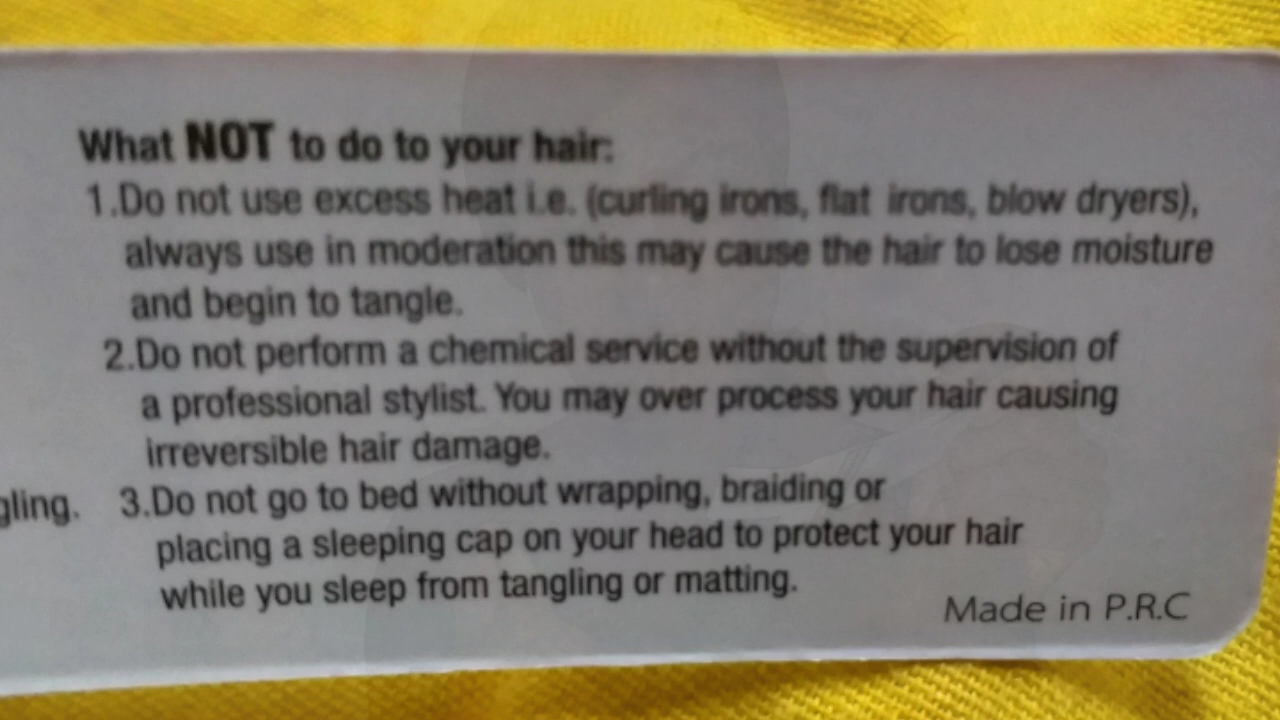 What NOT to do to your hair:
1.Do not use excess heat i.e. (curling irons, flat irons, blow dryers),
always use in moderation this may cause the hair to lose moisture
and begin to tangle.
2.Do not perform a chemical service without the supervision of
a professional stylist. You may over process your hair causing
irreversible hair damage.
gling.
3.Do not go to bed without wrapping, braiding or
placing a sleeping cap on your head to protect your hair
while you sleep from tangling or matting.
Made in P.R.C